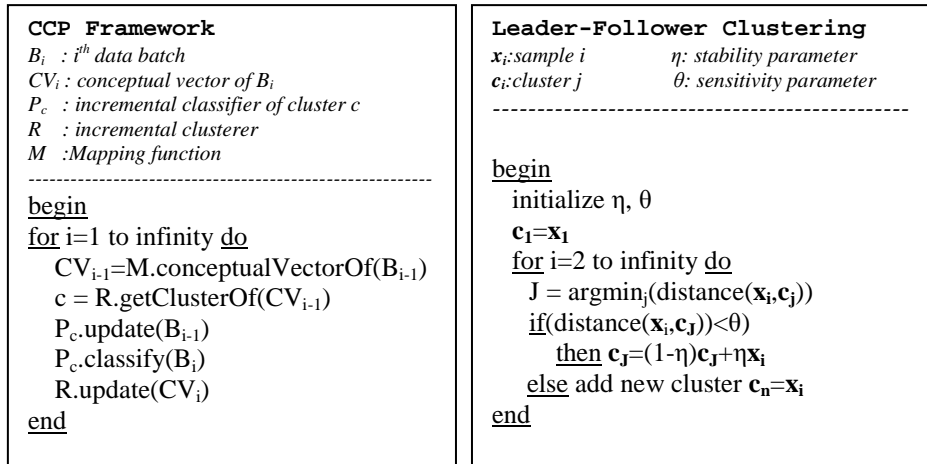 CCP Framework
Bi : ith data batch
CVi : conceptual vector of Bi
Pc : incremental classifier of cluster c
R : incremental clusterer
M :Mapping function
----------------------------------------------------------
begin
for i=1 to infinity do
CVi-1=M.conceptualVectorOf(Bi-1)
c = R.getClusterOf(CVi-1)
Pc.update(Bi-1)
Pc.classify(Bi)
R.update(CVi)
end
Leader-Follower Clustering
xi:sample i η: stability parameter
ci:cluster j θ: sensitivity parameter
------------------------------------------------
begin
initialize η, θ
c1=x1
for i=2 to infinity do
J = argminj(distance(xi,cj))
if(distance(xi,cJ))<θ)
then cJ=(1-η)cJ+ηxi
else add new cluster cn=xi
end